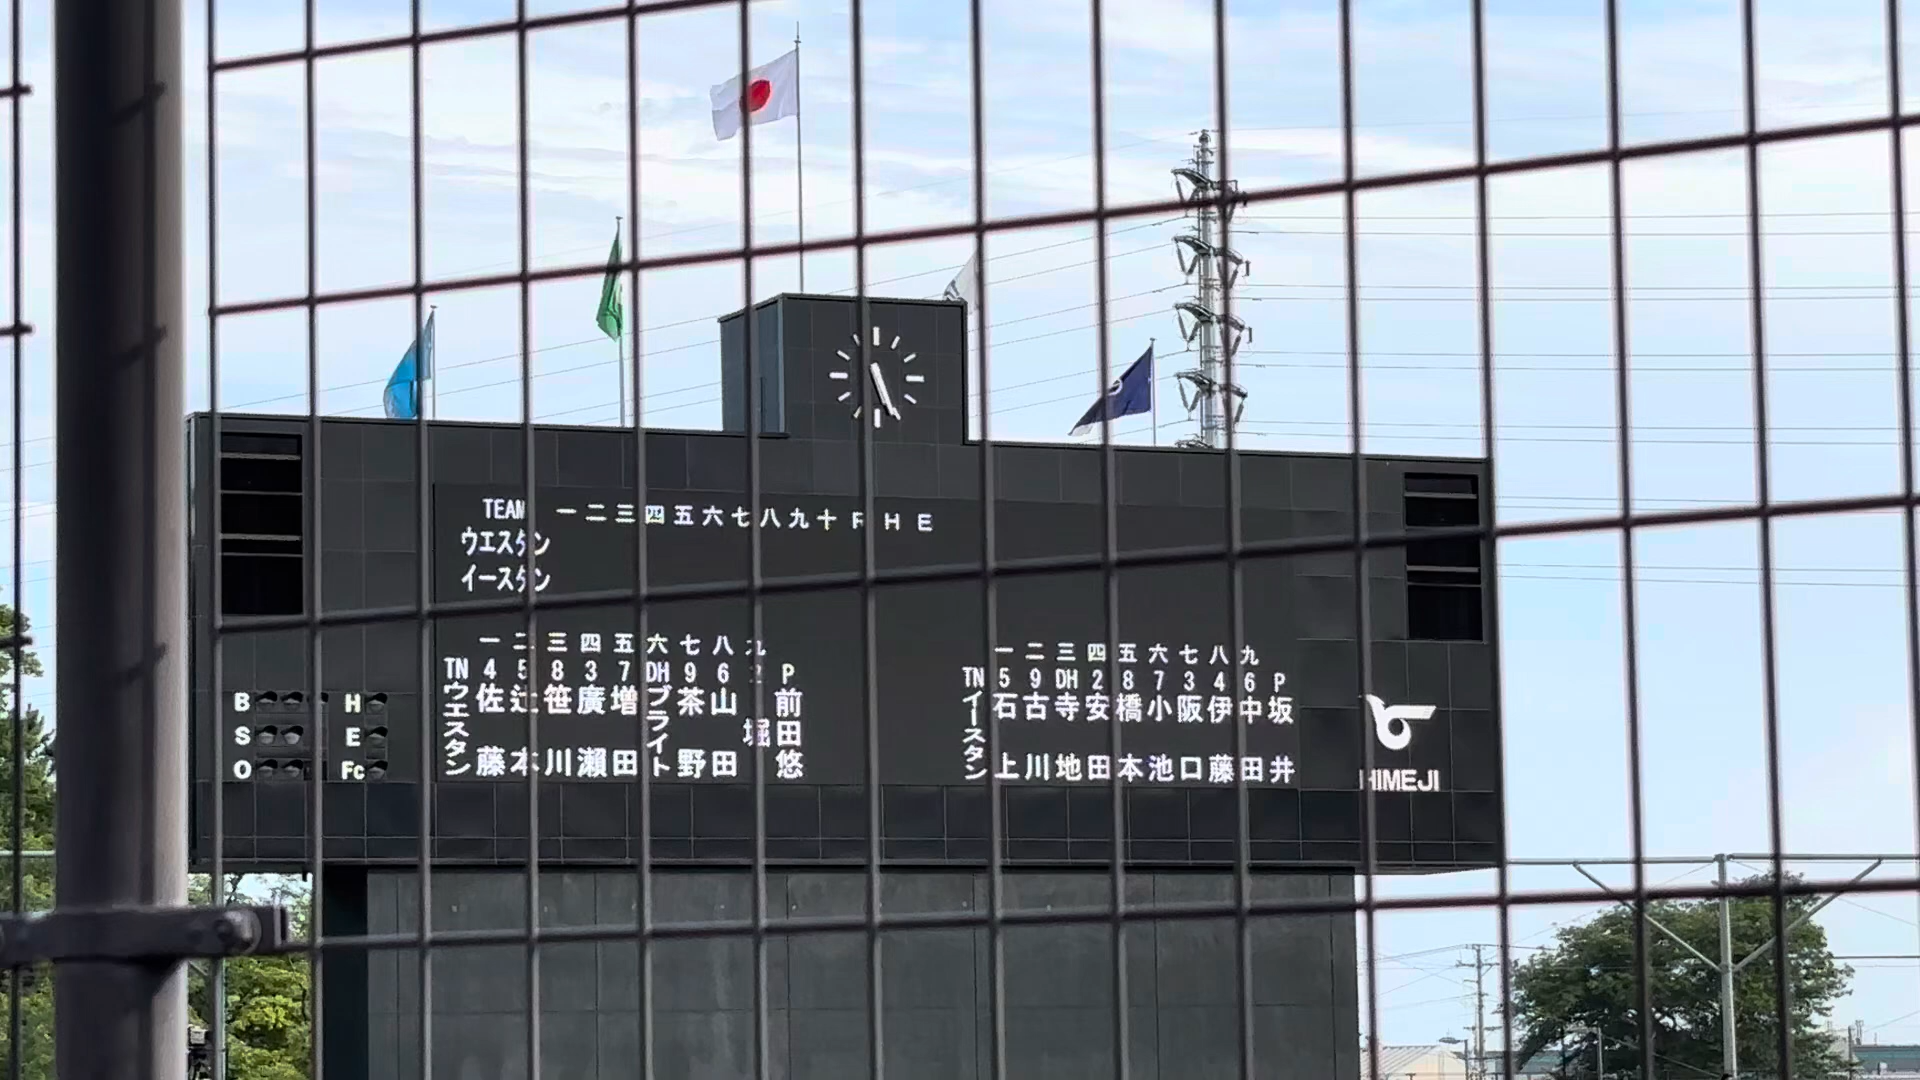 TEAM 一 二 三 四 五 六 七 八 九 十 R H E
ウエスタン
イースタン
一 二 三 四 五 六 七 八 九
TN 4 5 8 3 7 DH 9 6 2 P
ウエスタン 佐藤 辻本 笹川 廣瀬 増田 ブライト 茶野 山田 堀 前田悠
一 二 三 四 五 六 七 八 九
TN 5 9 DH 2 8 7 3 4 6 P
イースタン 石上 古川 寺地 安田 橋本 小池 阪口 伊藤 中田 坂井
B H
S E
O Fc
HIMEJI